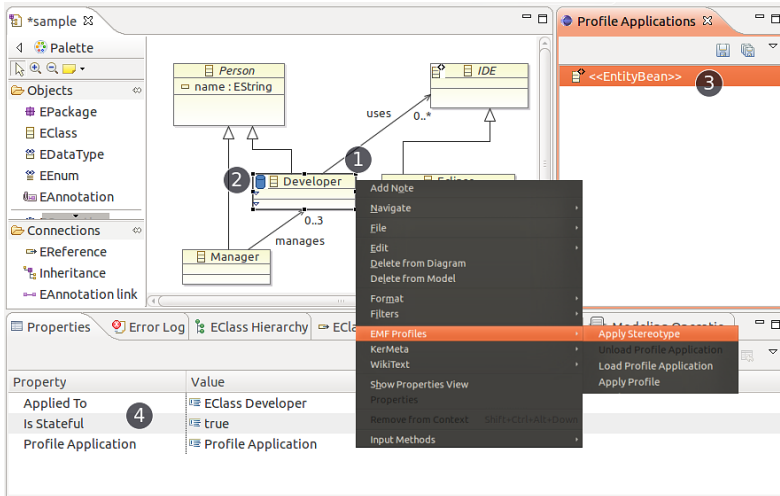 *sample
Palette
Objects
EPackage
EClass
EDataType
EEnum
EAnnotation
Connections
EReference
Inheritance
EAnnotation link
Person
name : EString
IDE
uses
0..*
1
2
Developer
0..3
manages
Manager
Profile Applications
<<EntityBean>>
3
Add Note
Navigate
File
Edit
Delete from Diagram
Delete from Model
Format
Filters
EMF Profiles
KerMeta
WikiText
Show Properties View
Properties
Remove from Context Shift+Ctrl+Alt+Down
Input Methods
Apply Stereotype
Unload Profile Application
Load Profile Application
Apply Profile
Properties
Error Log
EClass Hierarchy
Property Value
Applied To EClass Developer
4
Is Stateful true
Profile Application Profile Application